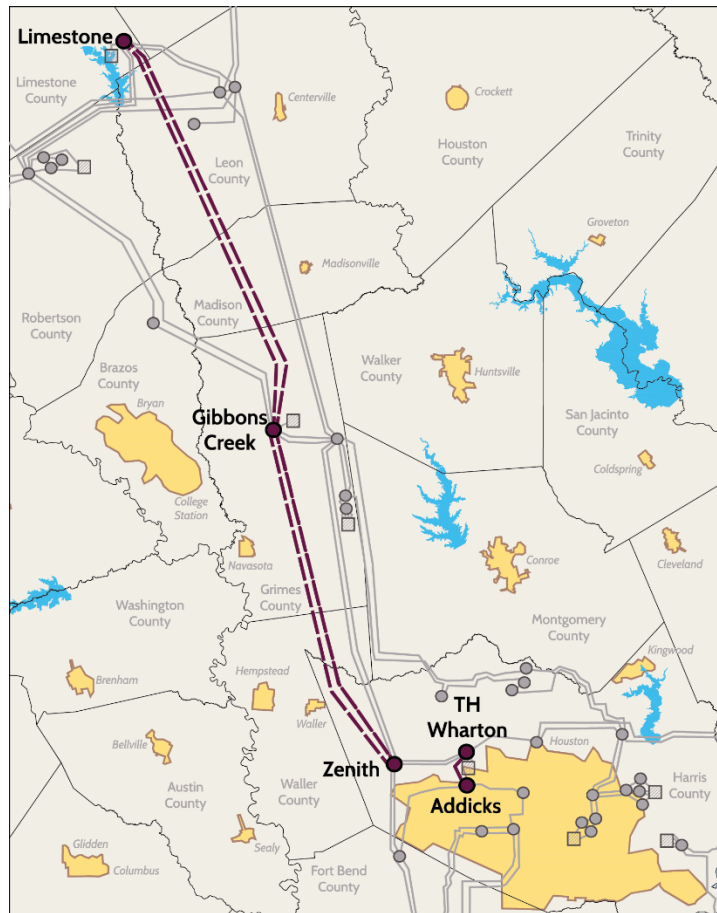 Limestone
Limestone
County
Centerville
Crockett
Houston
County
Trinity
County
Leon
County
Groveton
Madisonville
Madison
County
Robertson
County
Brazos
County
Bryan
Walker
County
Huntsville
San Jacinto
County
Gibbons
Creek
Coldspring
College
Station
Navasota
Conroe
Cleveland
Grimes
County
Washington
County
Montgomery
County
Kingwood
Brenham
Hempstead
Waller
TH
Wharton
Bellville
Houston
Zenith
Austin
County
Waller
County
Addicks
Harris
County
Glidden
Columbus
Sealy
Fort Bend
County